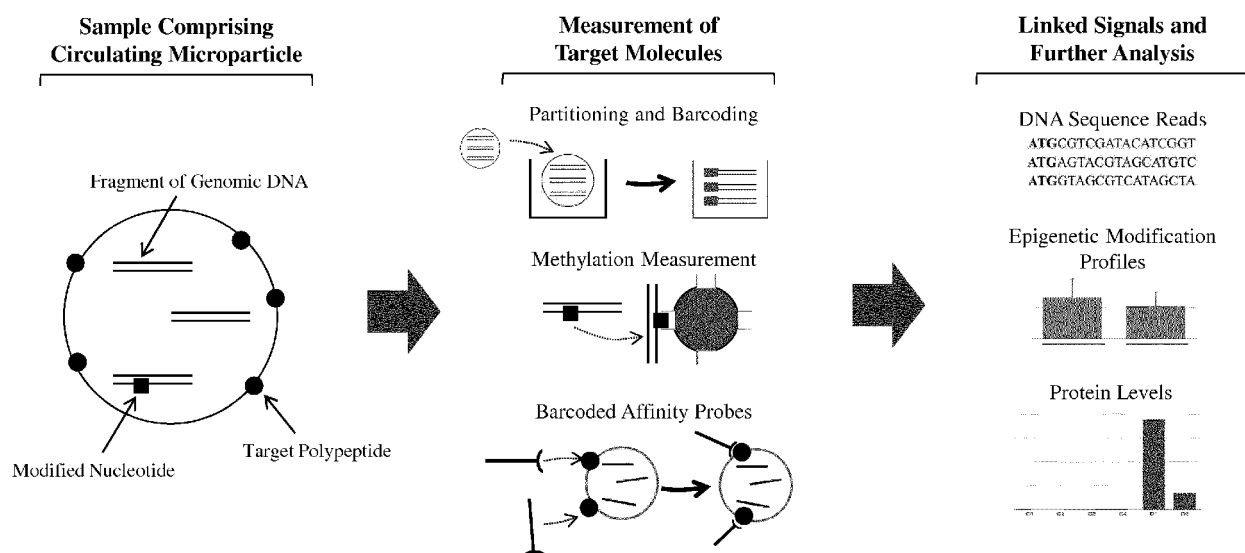 Sample Comprising
Circulating Microparticle
Fragment of Genomic DNA
Modified Nucleotide
Target Polypeptide
Measurement of
Target Molecules
Partitioning and Barcoding
Methylation Measurement
Barcoded Affinity Probes
Linked Signals and
Further Analysis
DNA Sequence Reads
ATGCGTCGATACATCGGT
ATGAGTACGTAGCATGTC
ATGGTAGCGTCATAGCTA
Epigenetic Modification
Profiles
Protein Levels